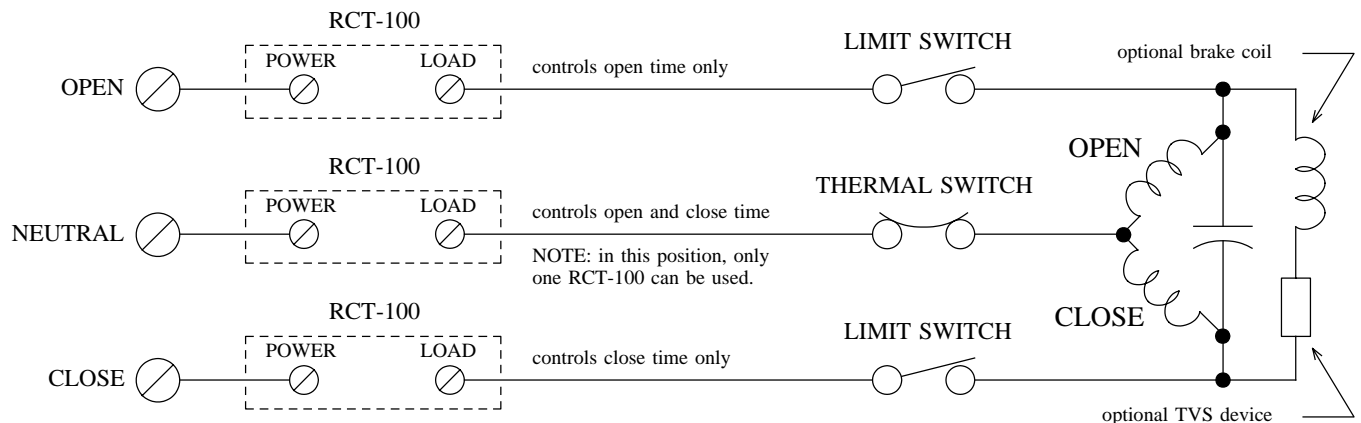 RCT-100
POWER LOAD
OPEN
controls open time only
LIMIT SWITCH
optional brake coil
RCT-100
POWER LOAD
NEUTRAL
controls open and close time
NOTE: in this position, only
one RCT-100 can be used.
THERMAL SWITCH
OPEN
RCT-100
POWER LOAD
CLOSE
controls close time only
LIMIT SWITCH
CLOSE
optional TVS device